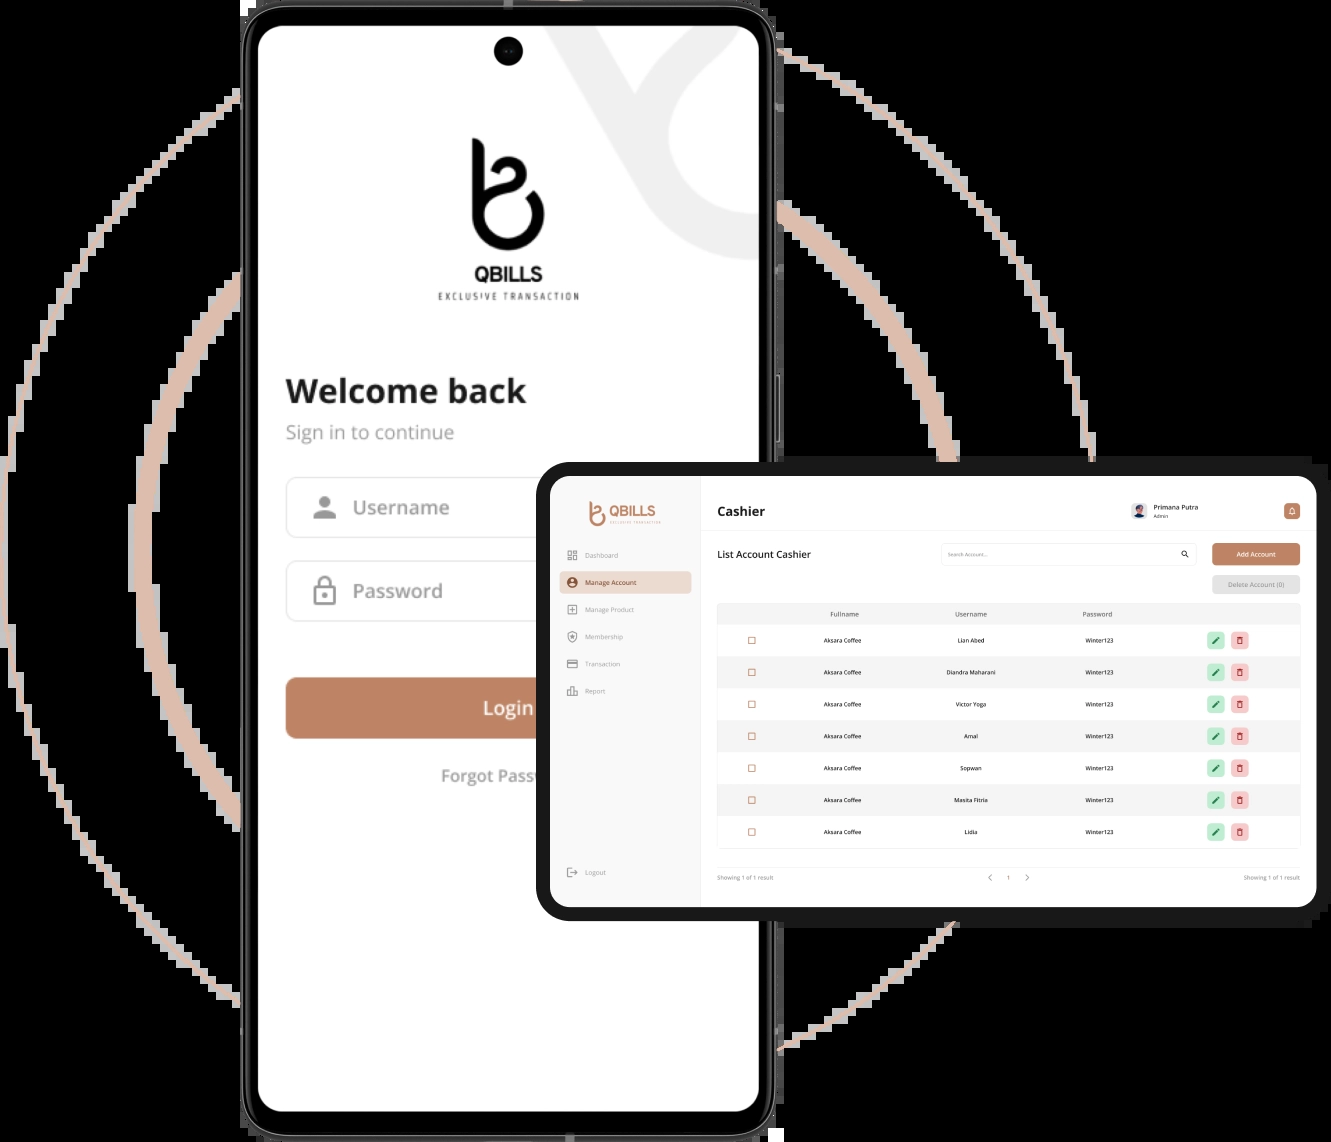 QBILLS
EXCLUSIVE TRANSACTION
Welcome back
Sign in to continue
Username
Password
Login
Forgot Pass
QBILLS
EXCLUSIVE TRANSACTION
Dashboard
Manage Account
Manage Product
Membership
Transaction
Report
Logout
Cashier
Primana Putra
Admin
List Account Cashier
Search Account...
Add Account
Delete Account (0)
Fullname Username Password
Aksara Coffee Lian Abed Winter123
Aksara Coffee Diandra Maharani Winter123
Aksara Coffee Victor Yoga Winter123
Aksara Coffee Amal Winter123
Aksara Coffee Sopwan Winter123
Aksara Coffee Masita Fitria Winter123
Aksara Coffee Lidia Winter123
Showing 1 of 1 result 1 Showing 1 of 1 result